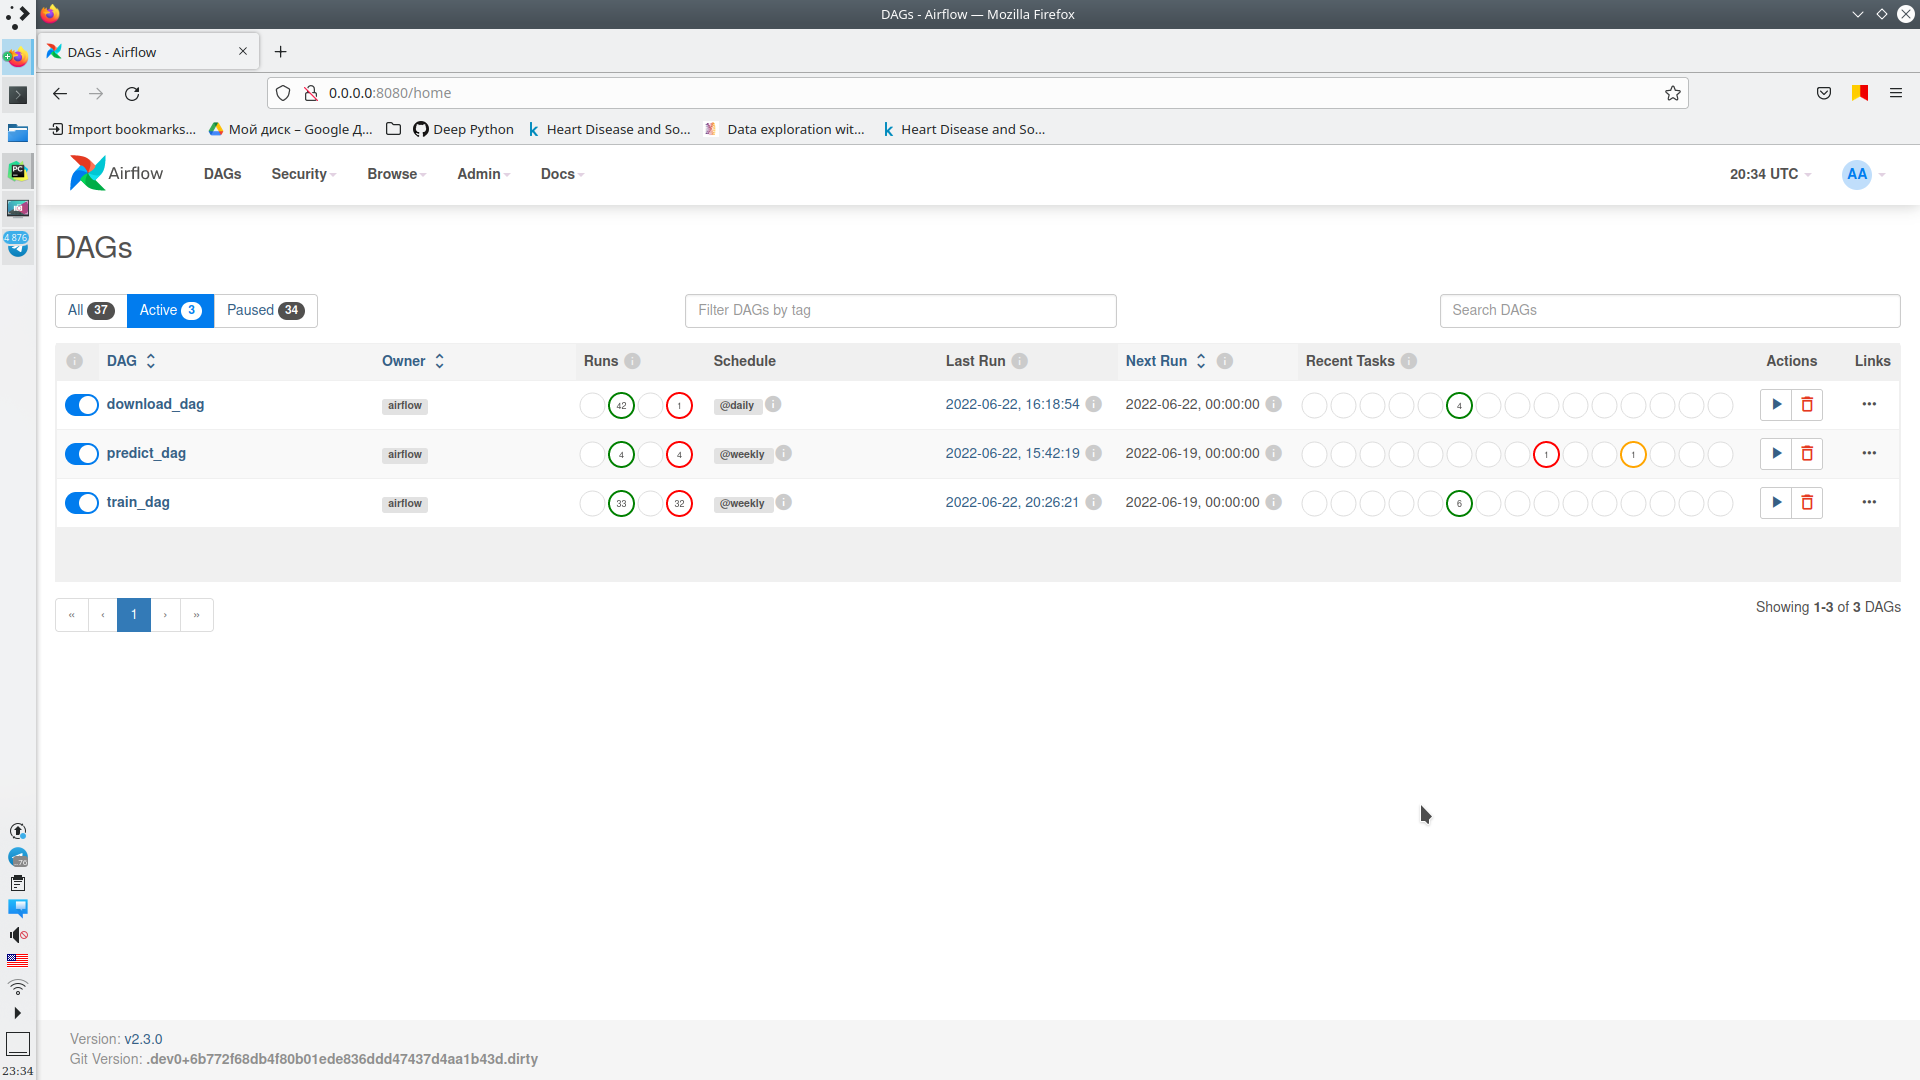 DAGs - Airflow — Mozilla Firefox
DAGs - Airflow
0.0.0.0:8080/home
Import bookmarks... Мой диск – Google Д... Deep Python Heart Disease and So... Data exploration wit... Heart Disease and So...
4 876
Airflow DAGs Security Browse Admin Docs 20:34 UTC AA
DAGs
All 37 Active 3 Paused 34 Filter DAGs by tag Search DAGs
DAG Owner Runs Schedule Last Run Next Run Recent Tasks Actions Links
download_dag airflow 42 1 @daily 2022-06-22, 16:18:54 2022-06-22, 00:00:00 4
predict_dag airflow 4 4 @weekly 2022-06-22, 15:42:19 2022-06-19, 00:00:00 1 1
train_dag airflow 33 32 @weekly 2022-06-22, 20:26:21 2022-06-19, 00:00:00 6
« ‹ 1 › »
Showing 1-3 of 3 DAGs
Version: v2.3.0
Git Version: .dev0+6b772f68db4f80b01ede836ddd47437d4aa1b43d.dirty
23:34